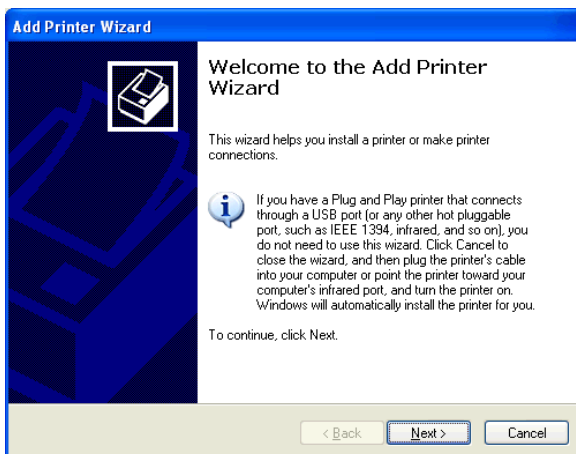 Add Printer Wizard
Welcome to the Add Printer
Wizard
This wizard helps you install a printer or make printer
connections.
If you have a Plug and Play printer that connects
through a USB port (or any other hot pluggable
port, such as IEEE 1394, infrared, and so on), you
do not need to use this wizard. Click Cancel to
close the wizard, and then plug the printer's cable
into your computer or point the printer toward your
computer's infrared port, and turn the printer on.
Windows will automatically install the printer for you.
To continue, click Next.
< Back
Next >
Cancel